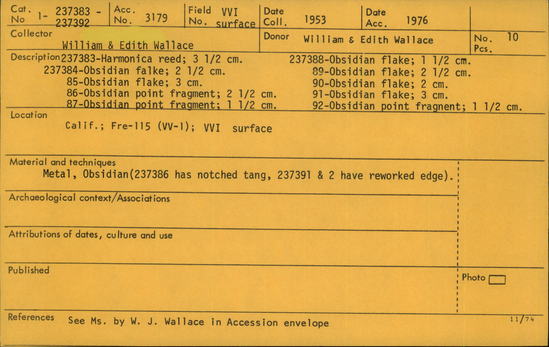 Cat. No 1- 237383 - 237392 Acc. No. 3179 Field No. VVI surface Date Coll. 1953 Date Acc. 1976
Collector William & Edith Wallace Donor William & Edith Wallace No. Pcs. 10
Description 237383-Harmonica reed; 3 1/2 cm. 237388-Obsidian flake; 1 1/2 cm.
237384-Obsidian falke; 2 1/2 cm. 89-Obsidian flake; 2 1/2 cm.
85-Obsidian flake; 3 cm. 90-Obsidian flake; 2 cm.
86-Obsidian point fragment; 2 1/2 cm. 91-Obsidian flake; 3 cm.
87-Obsidian point fragment; 1 1/2 cm. 92-Obsidian point fragnent; 1 1/2 cm.
Location
Calif.; Fre-115 (VV-1); VVI surface
Material and techniques
Metal, Obsidian(237386 has notched tang, 237391 & 2 have reworked edge).
Archaeological context/Associations
Attributions of dates, culture and use
Published
Photo
References See Ms. by W. J. Wallace in Accession envelope
11/74